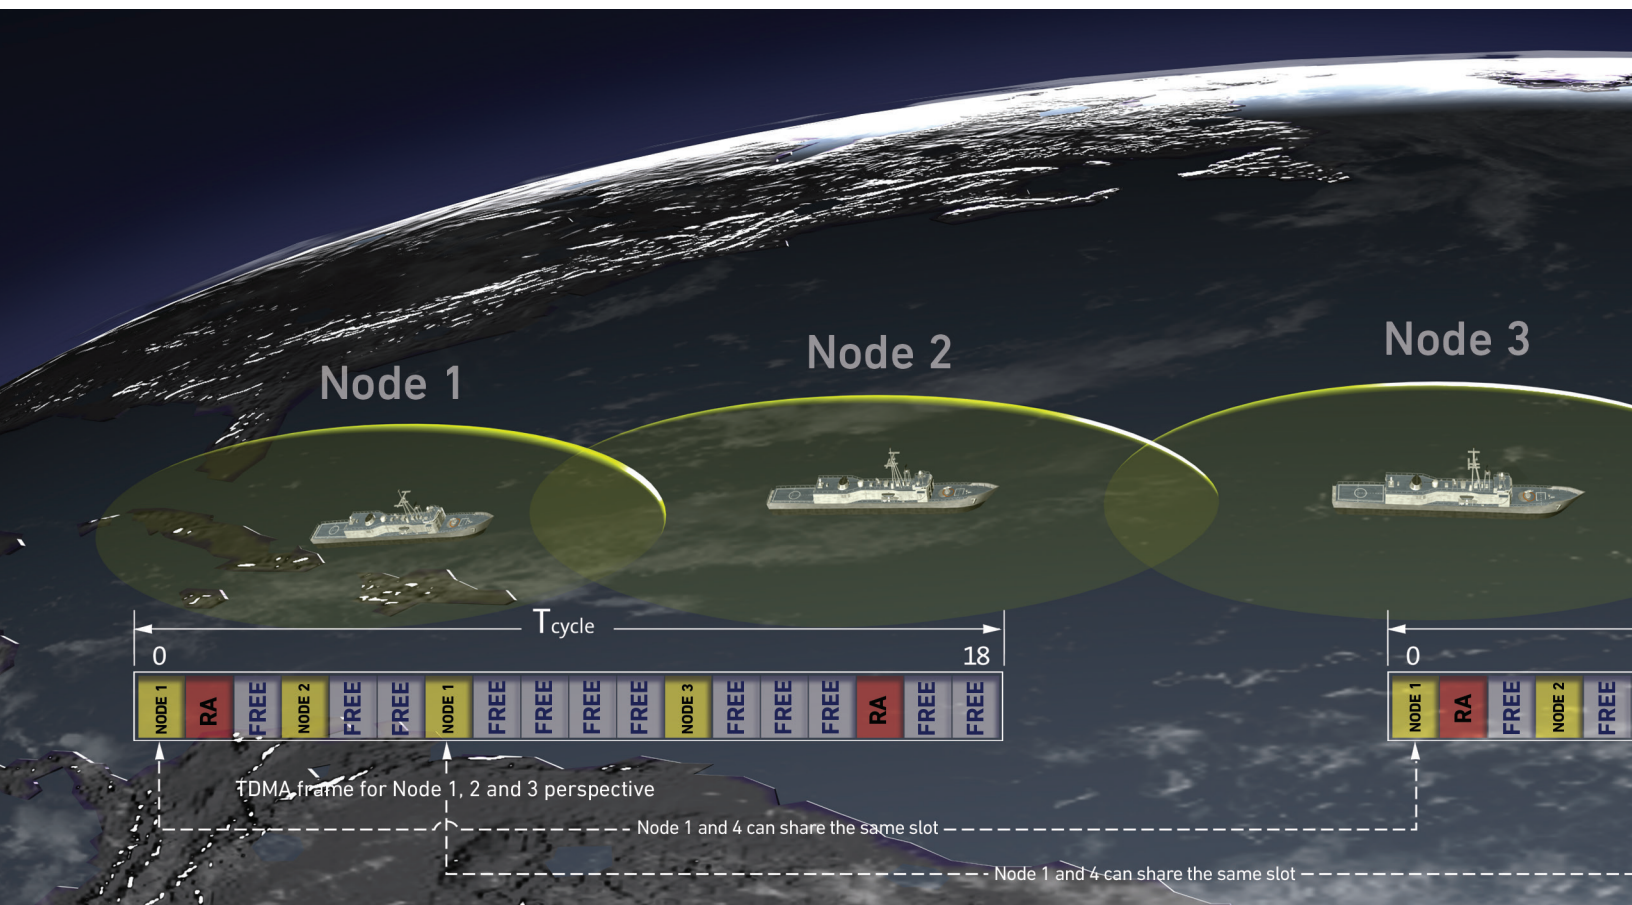 Node 1
Node 2
Node 3
Tcycle
0
18
0
NODE 1
RA
FREE
NODE 2
FREE
FREE
NODE 1
FREE
FREE
FREE
FREE
NODE 3
FREE
FREE
FREE
RA
FREE
FREE
NODE 1
RA
FREE
NODE 2
FREE
TDMA frame for Node 1, 2 and 3 perspective
Node 1 and 4 can share the same slot
Node 1 and 4 can share the same slot